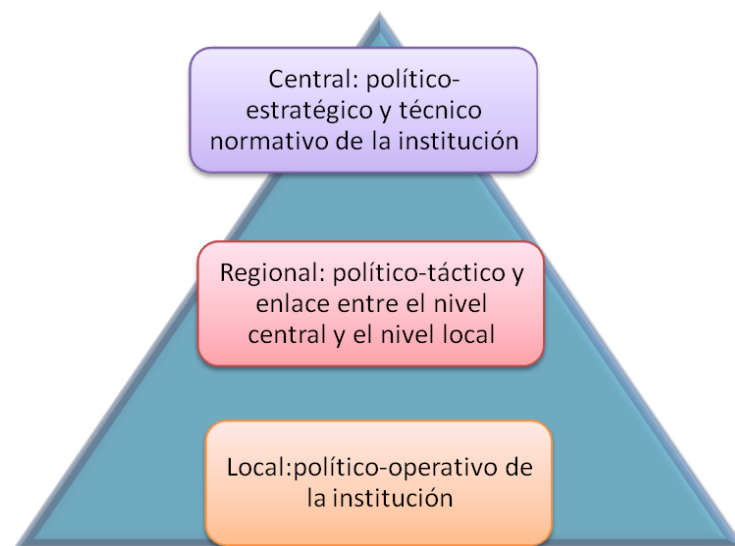 Central: político-
estratégico y técnico
normativo de la institución
Regional: político-táctico y
enlace entre el nivel
central y el nivel local
Local:político-operativo de
la institución